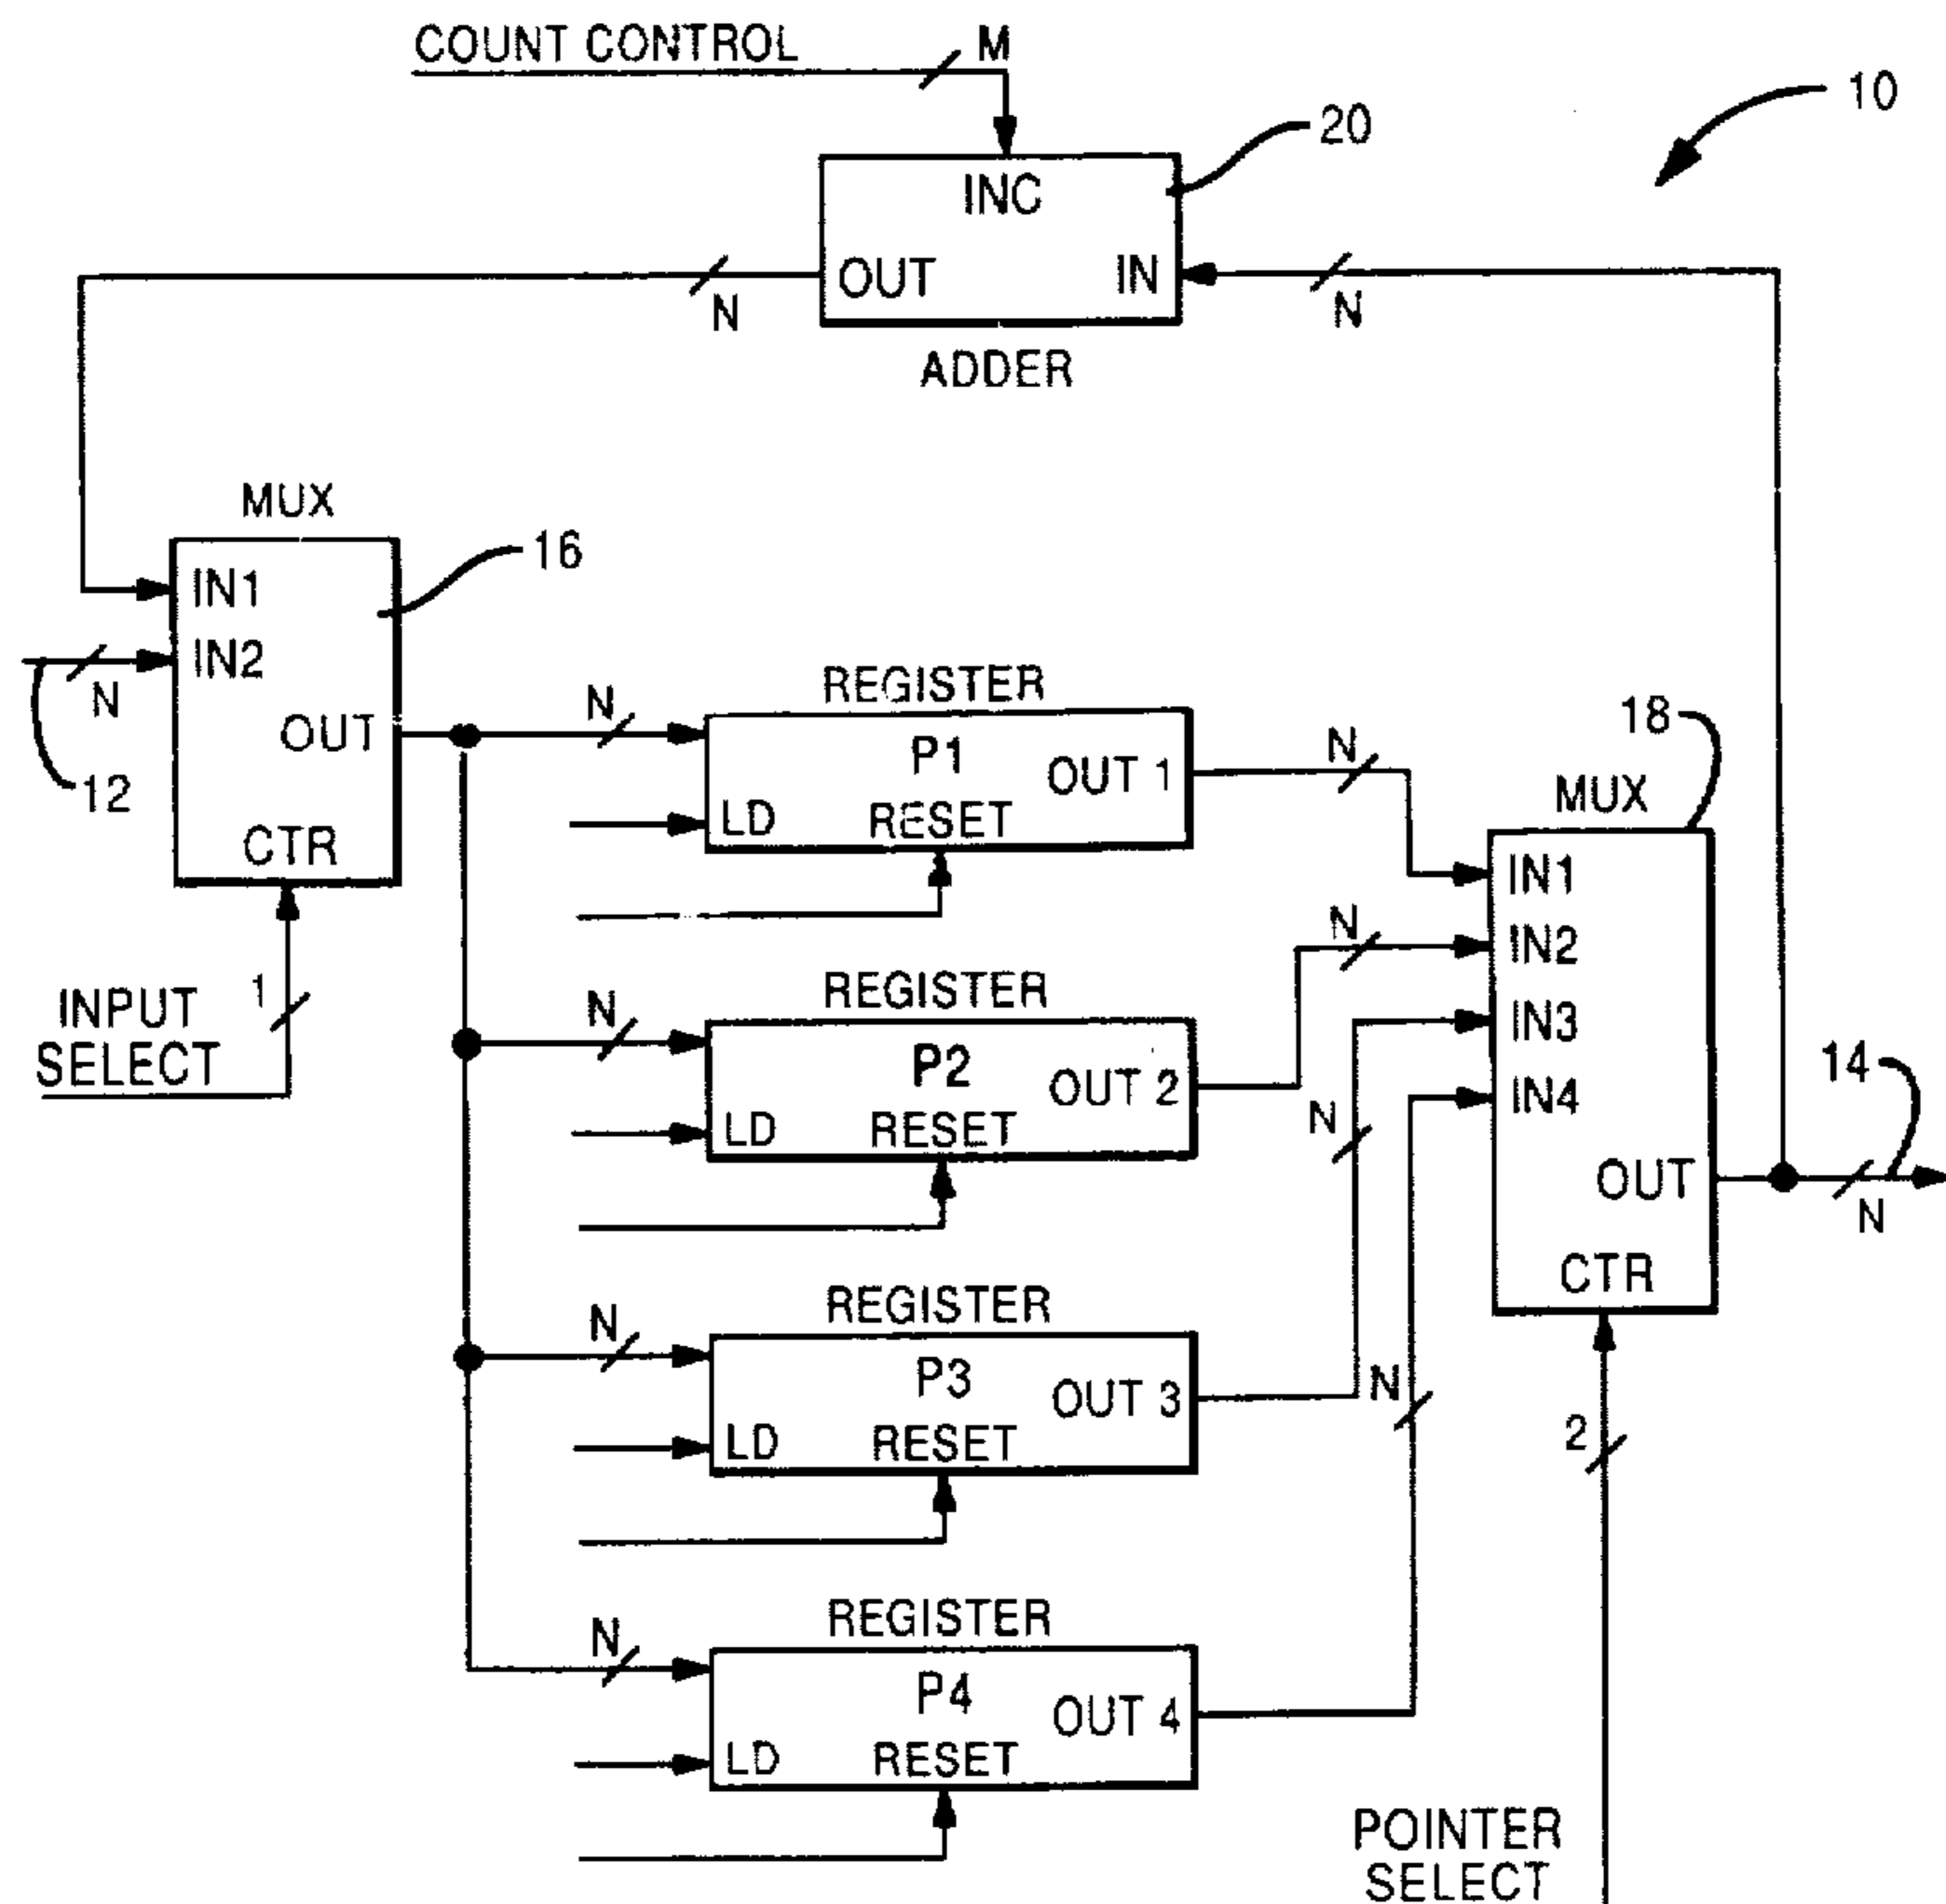 COUNT CONTROL
M
10
20
INC
OUT
IN
N
N
ADDER
MUX
16
IN1
IN2
N
OUT
12
CTR
INPUT
SELECT
1
REGISTER
N
P1
OUT 1
LD
RESET
N
REGISTER
N
P2
OUT 2
LD
RESET
N
REGISTER
N
P3
OUT 3
LD
RESET
N
REGISTER
N
P4
OUT 4
LD
RESET
N
18
MUX
IN1
IN2
IN3
IN4
OUT
14
N
CTR
2
POINTER
SELECT